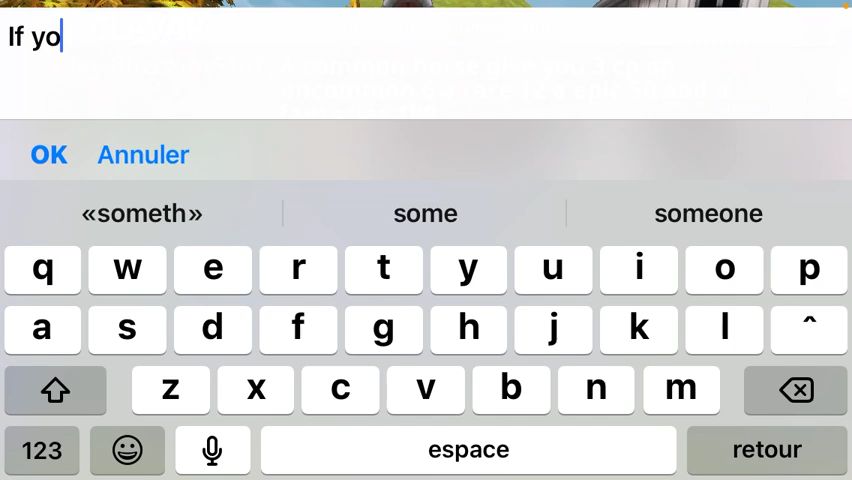 If yo
OK Annuler
«someth» some someone
q w e r t y u i o p
a s d f g h j k l ^
z x c v b n m
123 espace retour